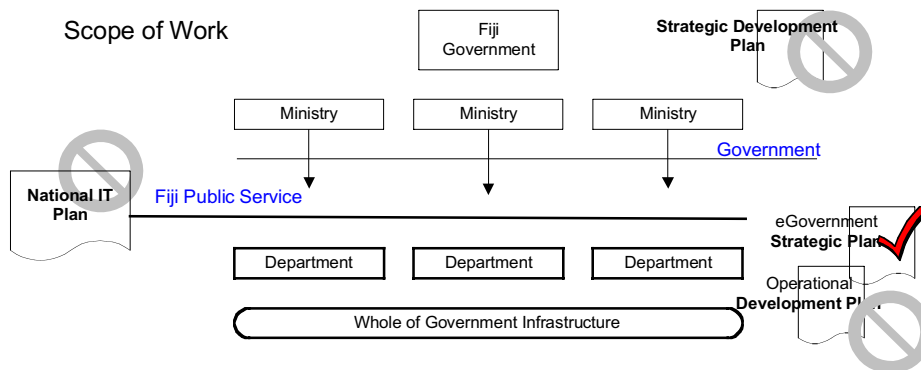 Scope of Work
Fiji
Government
Strategic Development
Plan
Ministry
Ministry
Ministry
Government
National IT
Plan
Fiji Public Service
eGovernment
Strategic Plan
Department
Department
Department
Operational
Development Plan
Whole of Government Infrastructure